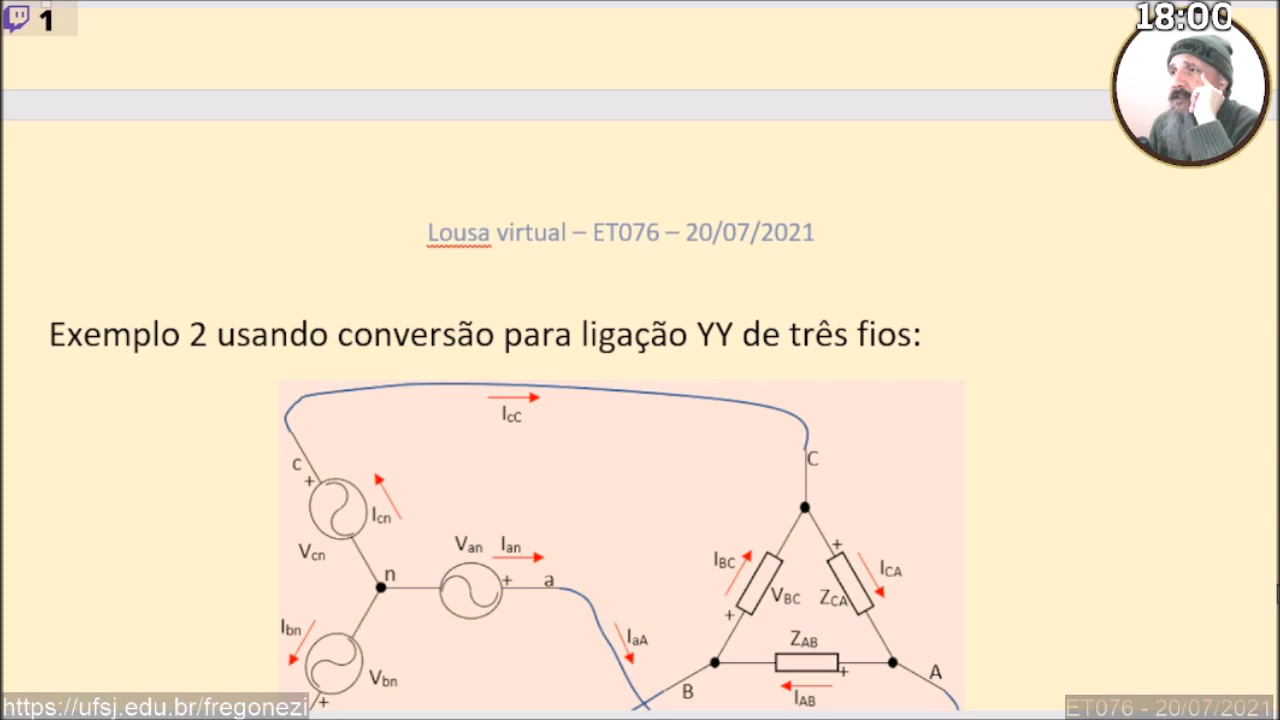 1
18:00
Lousa virtual – ET076 – 20/07/2021
Exemplo 2 usando conversão para ligação YY de três fios:
IcC
c
+
Icn
Vcn
n
Van
Ian
+
a
Ibn
Vbn
+
IaA
C
IBC
+
VBC
+
ICA
ZCA
ZAB
+
IAB
B
A
https://ufsj.edu.br/fregonezi
ET076 - 20/07/2021